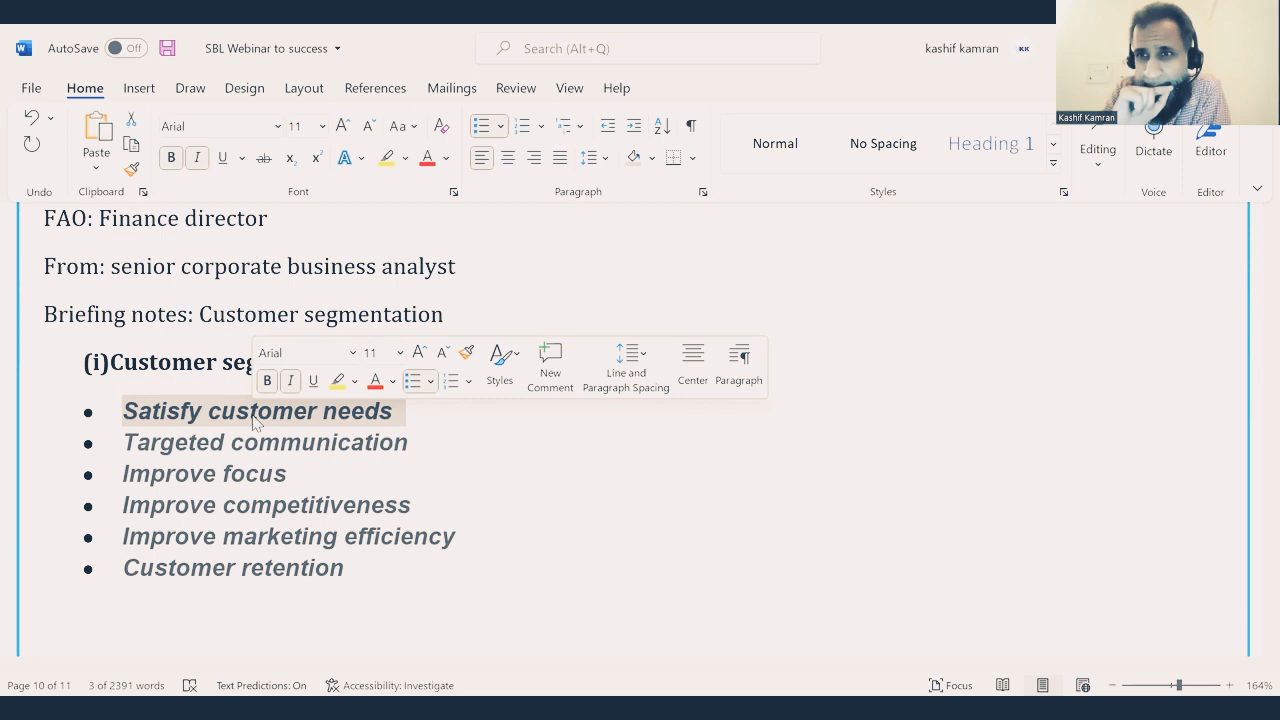 AutoSave Off SBL Webinar to success Search (Alt+Q) kashif kamran KK
Kashif Kamran
File Home Insert Draw Design Layout References Mailings Review View Help
Paste
Arial 11 Aa
B I U ab x₂ x² A A
Normal No Spacing Heading 1
Editing Dictate Editor
Undo Clipboard Font Paragraph Styles Voice Editor
FAO: Finance director
From: senior corporate business analyst
Briefing notes: Customer segmentation
(i)Customer seg
Arial 11
B I U A
Styles New Comment Line and Paragraph Spacing Center Paragraph
Satisfy customer needs
Targeted communication
Improve focus
Improve competitiveness
Improve marketing efficiency
Customer retention
Page 10 of 11 3 of 2391 words Text Predictions: On Accessibility: Investigate Focus 164%